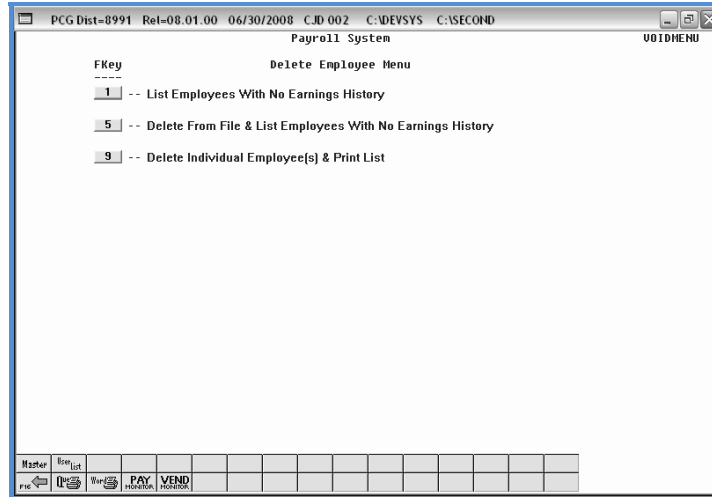 PCG Dist=8991 Rel=08.01.00 06/30/2008 CJD 002 C:\DEVSYS C:\SECOND
Payroll System VOIDMENU
FKey Delete Employee Menu
----
1 -- List Employees With No Earnings History
5 -- Delete From File & List Employees With No Earnings History
9 -- Delete Individual Employee(s) & Print List
Master User List
F16 Que Word PAY MONITOR VEND MONITOR